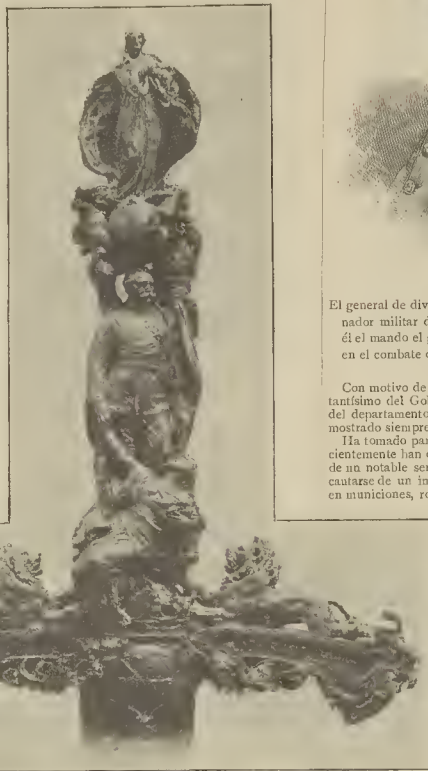 El general de div
nador militar d
él el mando el
en el combate
Con motivo de
tantísimo del Go
del departamento
mostrado siempre
Ha tomado par
cientemente han
de un notable ser
cautarse de un in
en municiones, r